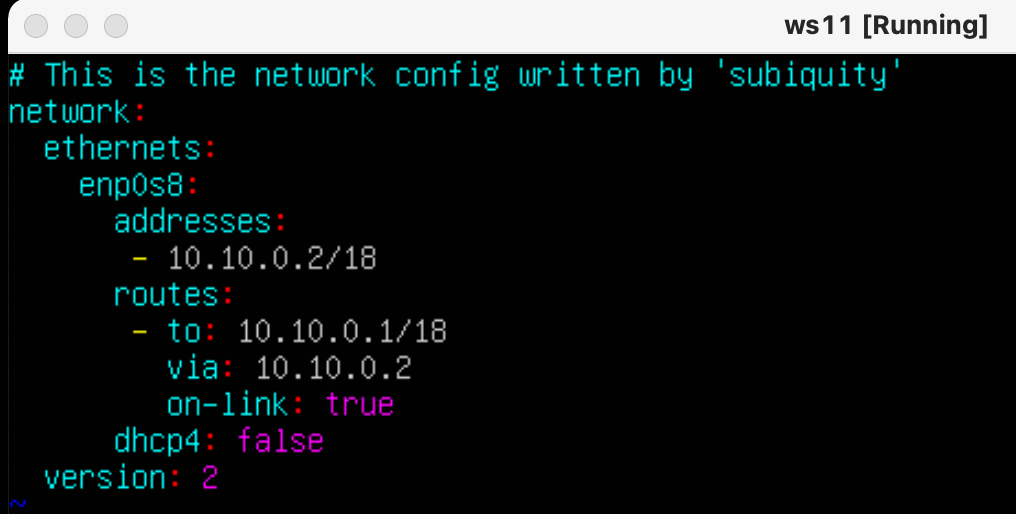 ws11 [Running]
# This is the network config written by 'subiquity'
network:
  ethernets:
    enp0s8:
      addresses:
       - 10.10.0.2/18
      routes:
       - to: 10.10.0.1/18
         via: 10.10.0.2
         on-link: true
      dhcp4: false
  version: 2
~